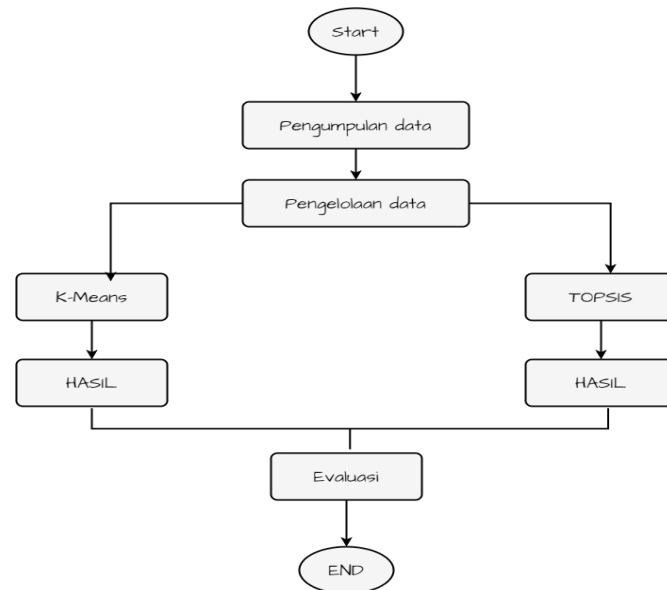 Start
Pengumpulan data
Pengelolaan data
K-Means
TOPSIS
HASIL
HASIL
Evaluasi
END